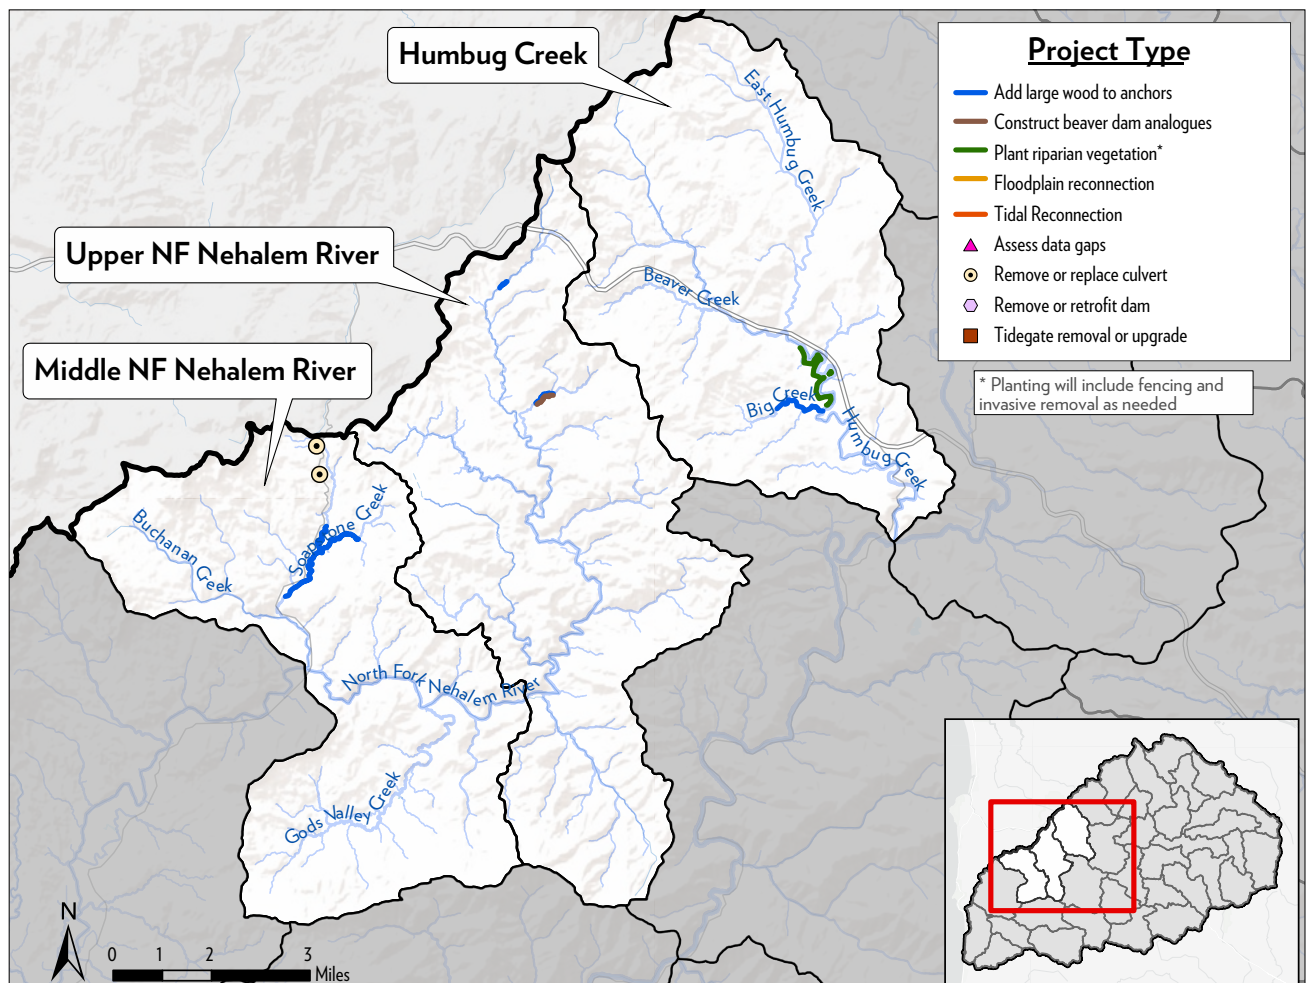 Humbug Creek
Upper NF Nehalem River
Middle NF Nehalem River
East Humbug Creek
Beaver Creek
Big Creek
Humbug Creek
Buchanan Creek
Soapstone Creek
North Fork Nehalem River
Gods Valley Creek
Project Type
Add large wood to anchors
Construct beaver dam analogues
Plant riparian vegetation*
Floodplain reconnection
Tidal Reconnection
Assess data gaps
Remove or replace culvert
Remove or retrofit dam
Tidegate removal or upgrade
* Planting will include fencing and
invasive removal as needed
N
0 1 2 3
Miles